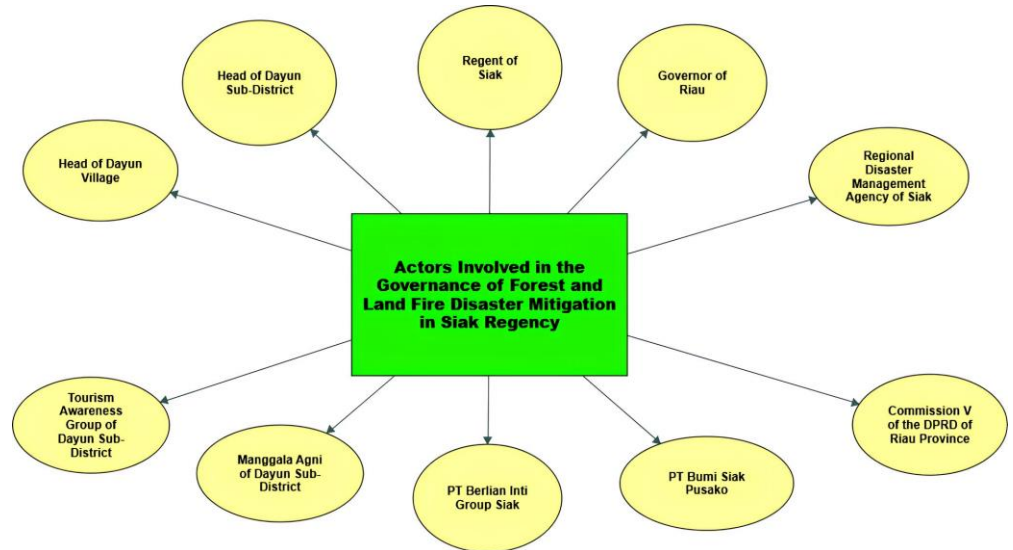 Head of Dayun
Sub-District
Regent of
Siak
Governor of
Riau
Head of Dayun
Village
Regional
Disaster
Management
Agency of Siak
Actors Involved in the
Governance of Forest and
Land Fire Disaster Mitigation
in Siak Regency
Tourism
Awareness
Group of
Dayun Sub-
District
Manggala Agni
of Dayun Sub-
District
PT Berlian Inti
Group Siak
PT Bumi Siak
Pusako
Commission V
of the DPRD of
Riau Province